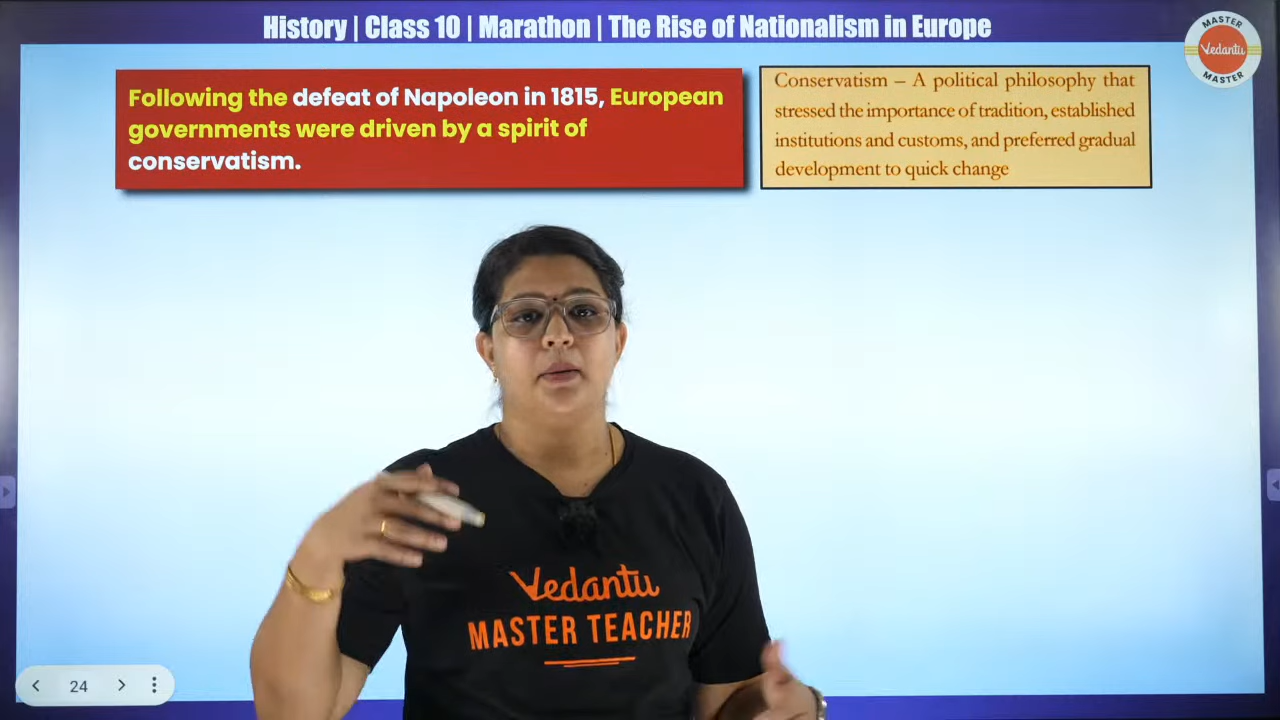 History | Class 10 | Marathon | The Rise of Nationalism in Europe
MASTER
Vedantu
MASTER
Following the defeat of Napoleon in 1815, European
governments were driven by a spirit of
conservatism.
Conservatism – A political philosophy that
stressed the importance of tradition, established
institutions and customs, and preferred gradual
development to quick change
Vedantu
MASTER TEACHER
24